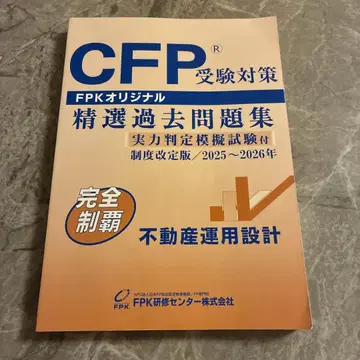 CFP® 受験対策
FPKオリジナル
精選過去問題集
実力判定模擬試験付
制度改定版/2025~2026年
完全
制覇
不動産運用設計
FPK
FPK研修センター株式会社